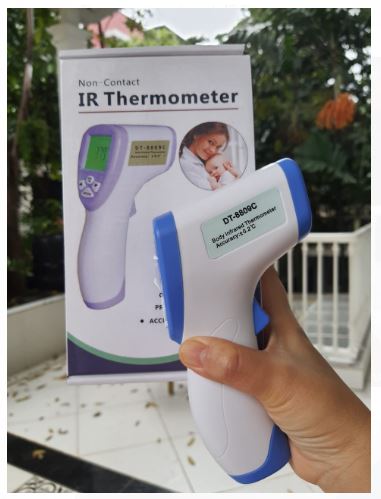 Non-Contact
IR Thermometer
DT-8809C
DT-8809C
Body infrared Thermometer
Accuracy:±0.2°C